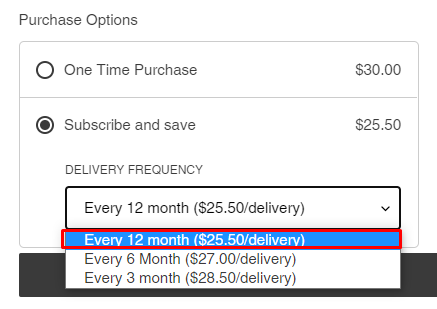 Purchase Options
One Time Purchase $30.00
Subscribe and save $25.50
DELIVERY FREQUENCY
Every 12 month ($25.50/delivery)
Every 12 month ($25.50/delivery)
Every 6 Month ($27.00/delivery)
Every 3 month ($28.50/delivery)